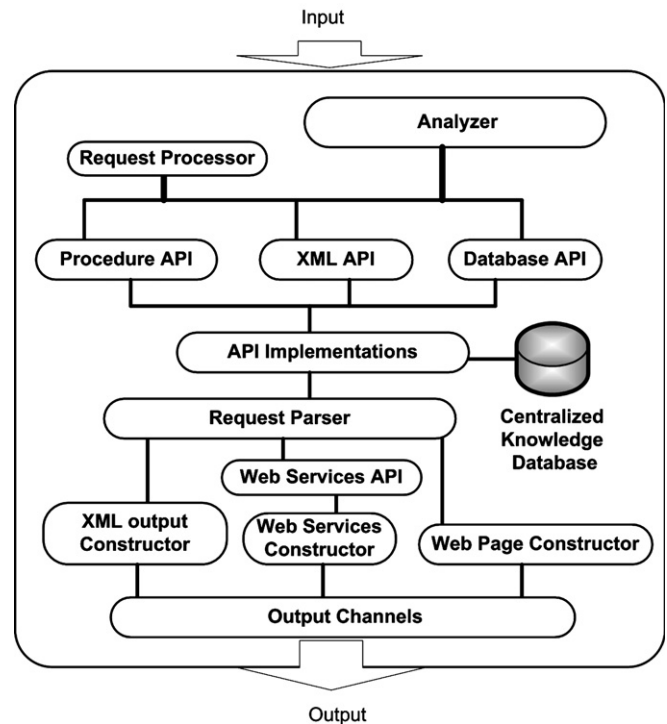 Input
Analyzer
Request Processor
Procedure API
XML API
Database API
API Implementations
Centralized
Knowledge
Database
Request Parser
Web Services API
XML output
Constructor
Web Services
Constructor
Web Page Constructor
Output Channels
Output